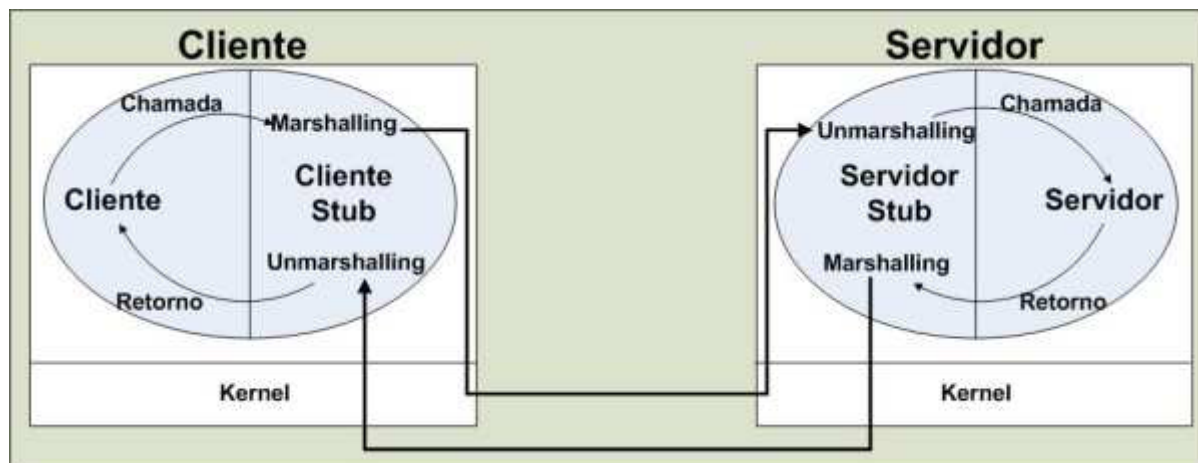 Cliente
Servidor
Chamada
Marshalling
Cliente
Cliente
Stub
Unmarshalling
Retorno
Kernel
Unmarshalling
Chamada
Servidor
Stub
Servidor
Marshalling
Retorno
Kernel